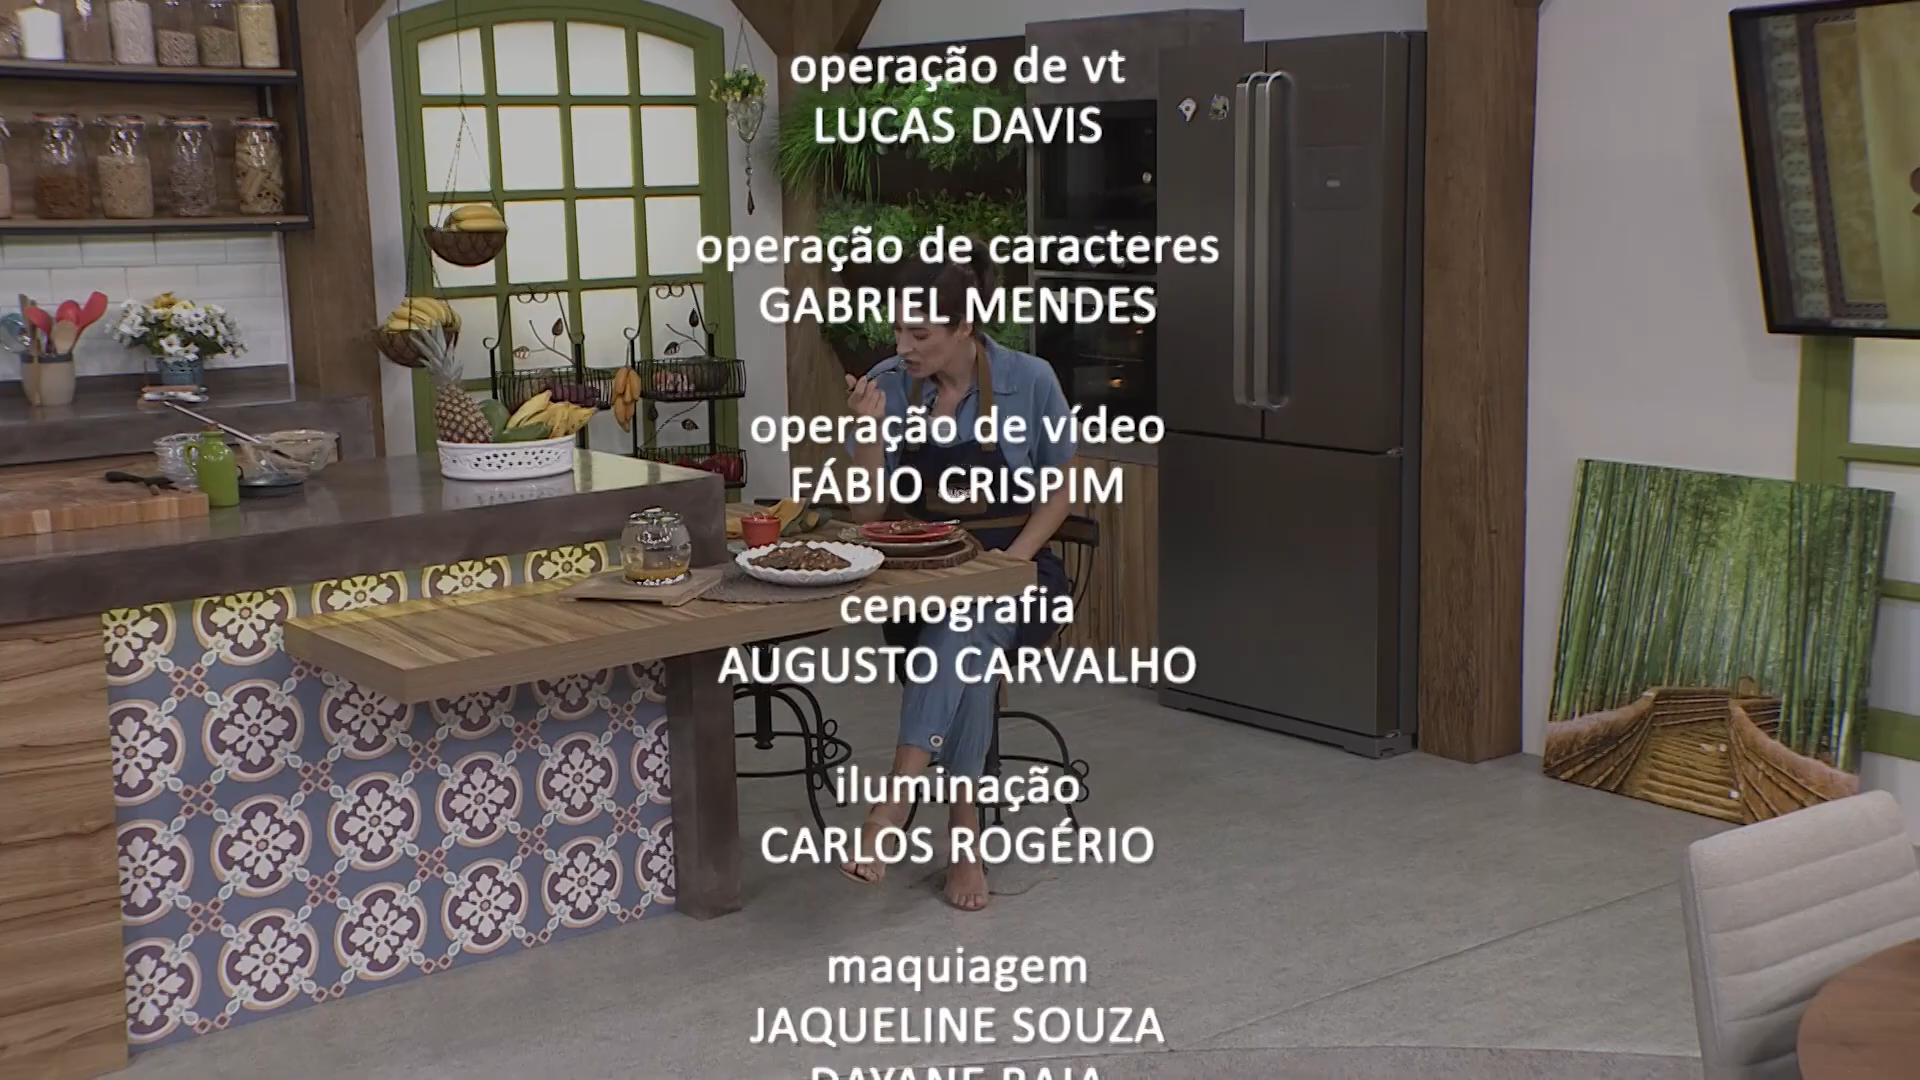 operação de vt
LUCAS DAVIS
operação de caracteres
GABRIEL MENDES
operação de vídeo
FÁBIO CRISPIM
cenografia
AUGUSTO CARVALHO
iluminação
CARLOS ROGÉRIO
maquiagem
JAQUELINE SOUZA